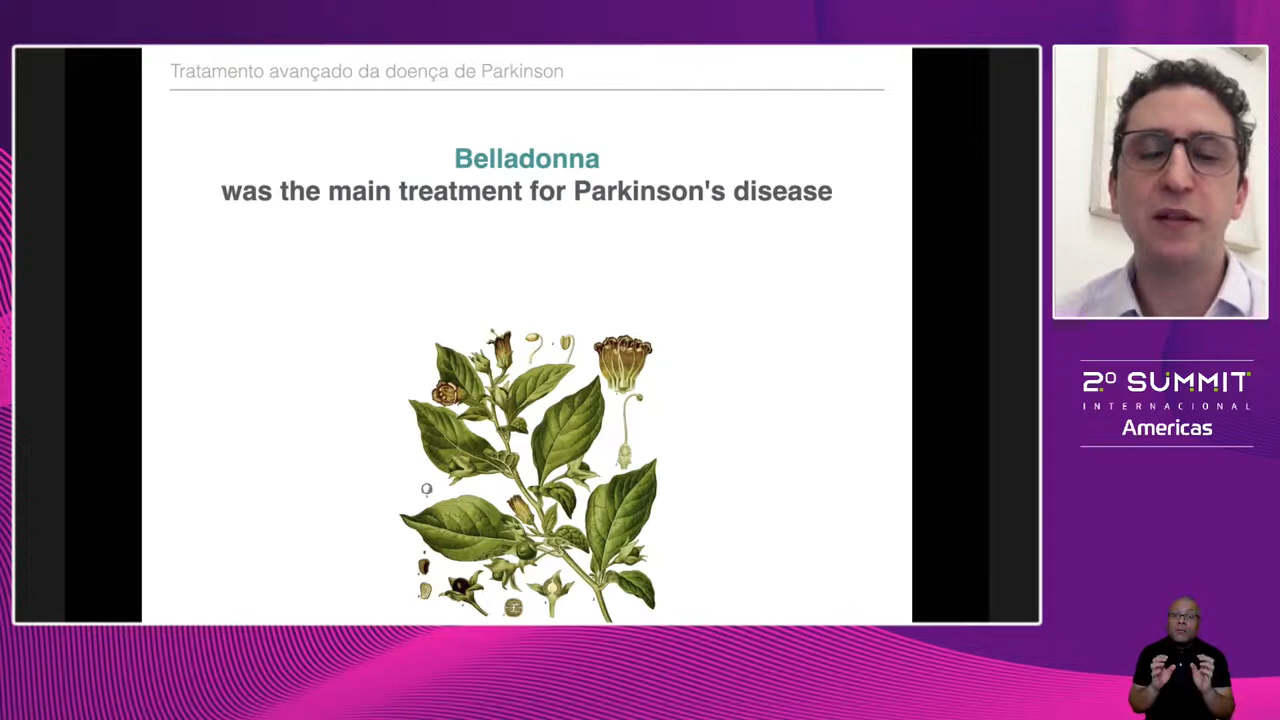 Tratamento avançado da doença de Parkinson
Belladonna
was the main treatment for Parkinson's disease
2º SUMMIT
INTERNACIONAL
Americas